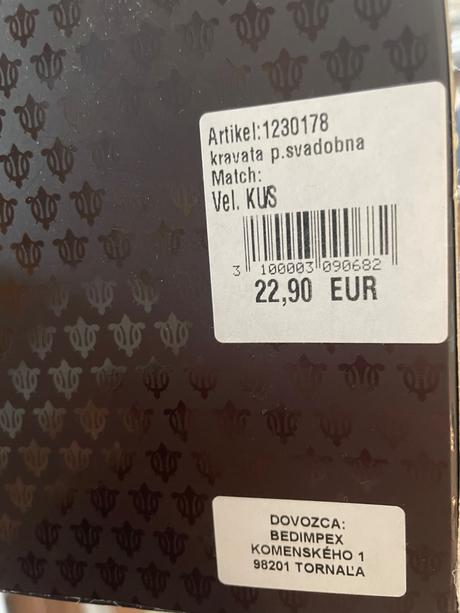 Artikel:1230178
kravata p.svadobna
Match:
Vel. KUS
3 100003 090682
22,90 EUR
DOVOZCA:
BEDIMPEX
KOMENSKÉHO 1
98201 TORNAĽA